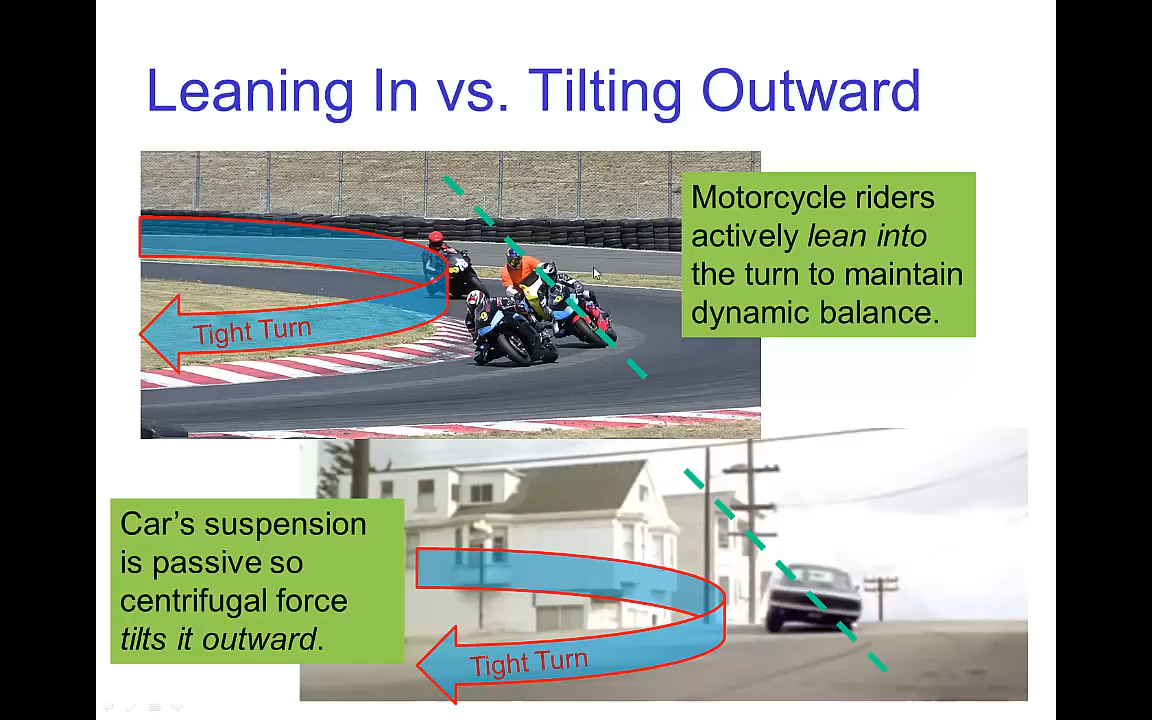 Leaning In vs. Tilting Outward
Motorcycle riders
actively lean into
the turn to maintain
dynamic balance.
Tight Turn
Car's suspension
is passive so
centrifugal force
tilts it outward.
Tight Turn